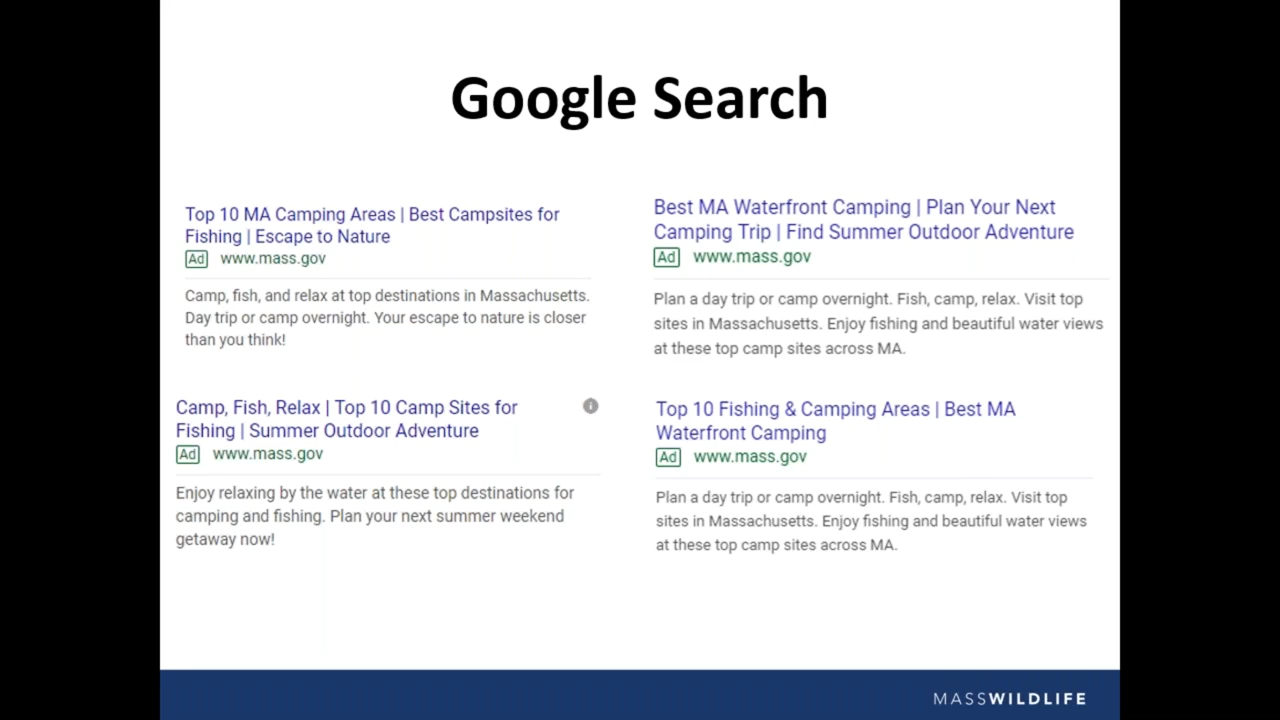 Google Search
Top 10 MA Camping Areas | Best Campsites for
Fishing | Escape to Nature
Ad www.mass.gov
Camp, fish, and relax at top destinations in Massachusetts.
Day trip or camp overnight. Your escape to nature is closer
than you think!
Best MA Waterfront Camping | Plan Your Next
Camping Trip | Find Summer Outdoor Adventure
Ad www.mass.gov
Plan a day trip or camp overnight. Fish, camp, relax. Visit top
sites in Massachusetts. Enjoy fishing and beautiful water views
at these top camp sites across MA.
Camp, Fish, Relax | Top 10 Camp Sites for
Fishing | Summer Outdoor Adventure
Ad www.mass.gov
Enjoy relaxing by the water at these top destinations for
camping and fishing. Plan your next summer weekend
getaway now!
Top 10 Fishing & Camping Areas | Best MA
Waterfront Camping
Ad www.mass.gov
Plan a day trip or camp overnight. Fish, camp, relax. Visit top
sites in Massachusetts. Enjoy fishing and beautiful water views
at these top camp sites across MA.
MASSWILDLIFE